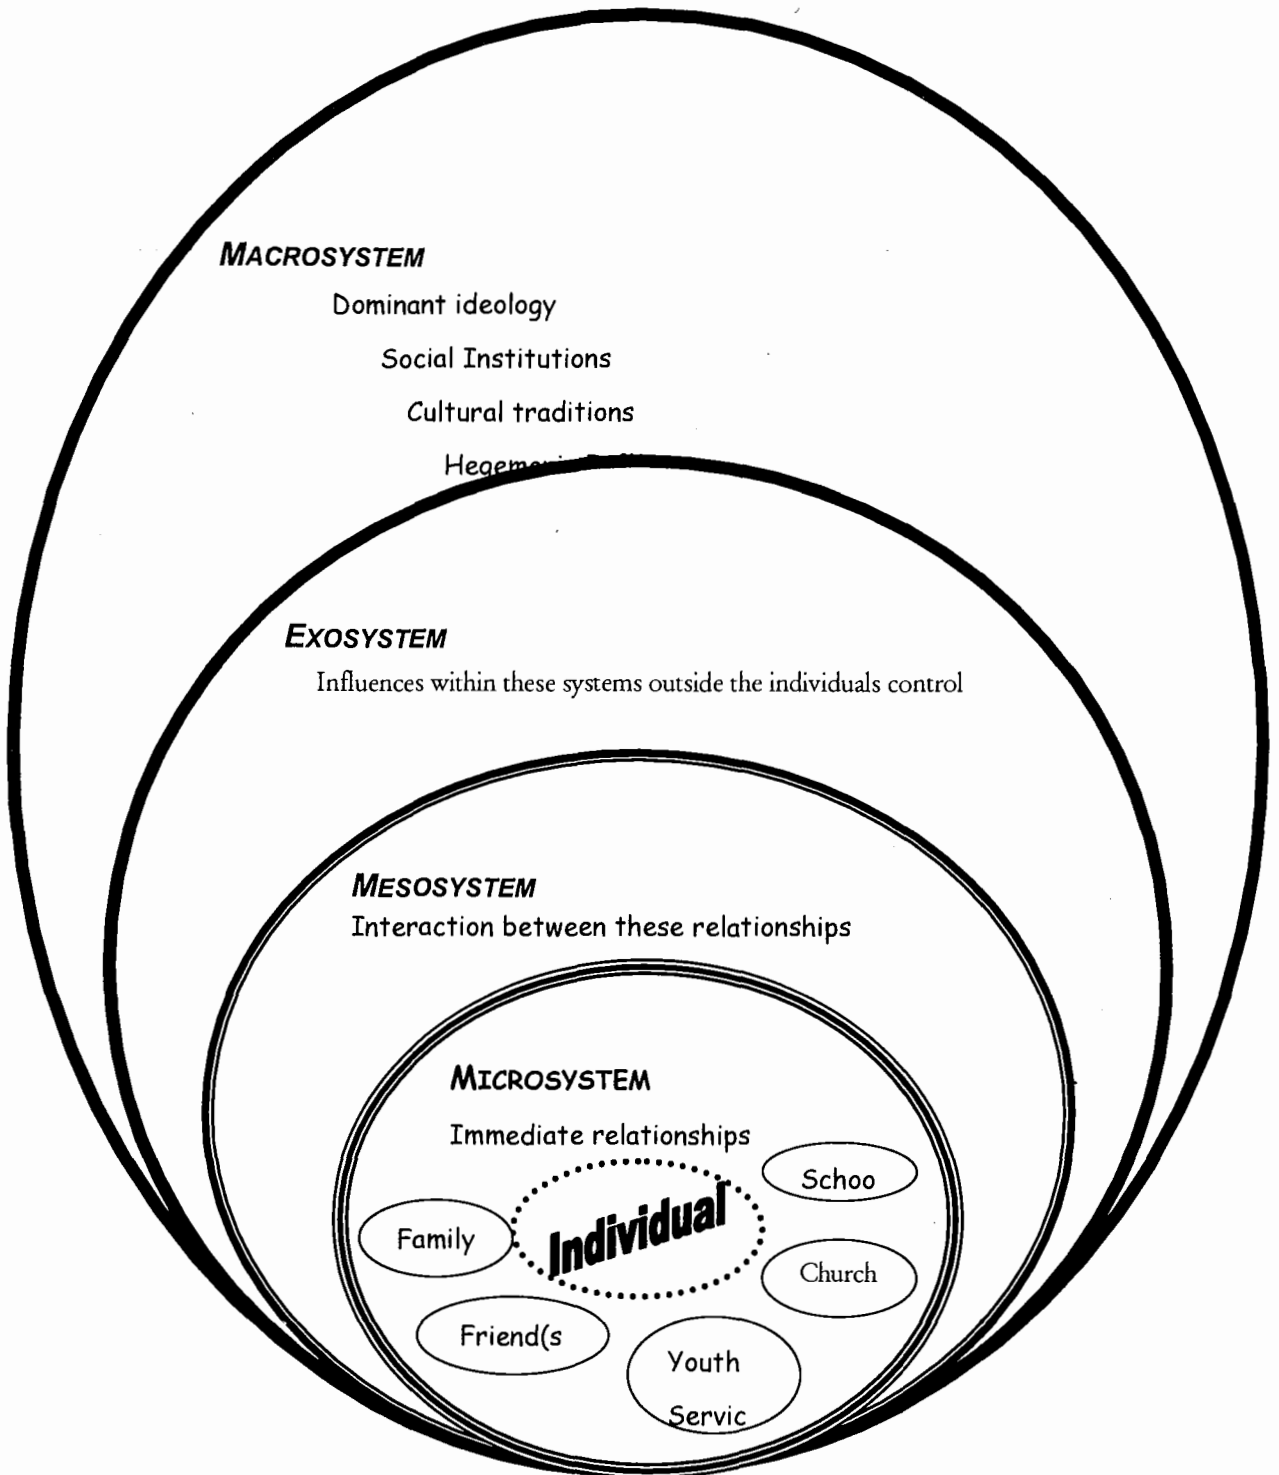 MACROSYSTEM
Dominant ideology
Social Institutions
Cultural traditions
EXOSYSTEM
Influences within these systems outside the individuals control
MESOSYSTEM
Interaction between these relationships
MICROSYSTEM
Immediate relationships
Schoo
Individual
Family
Church
Friend(s
Youth
Servic